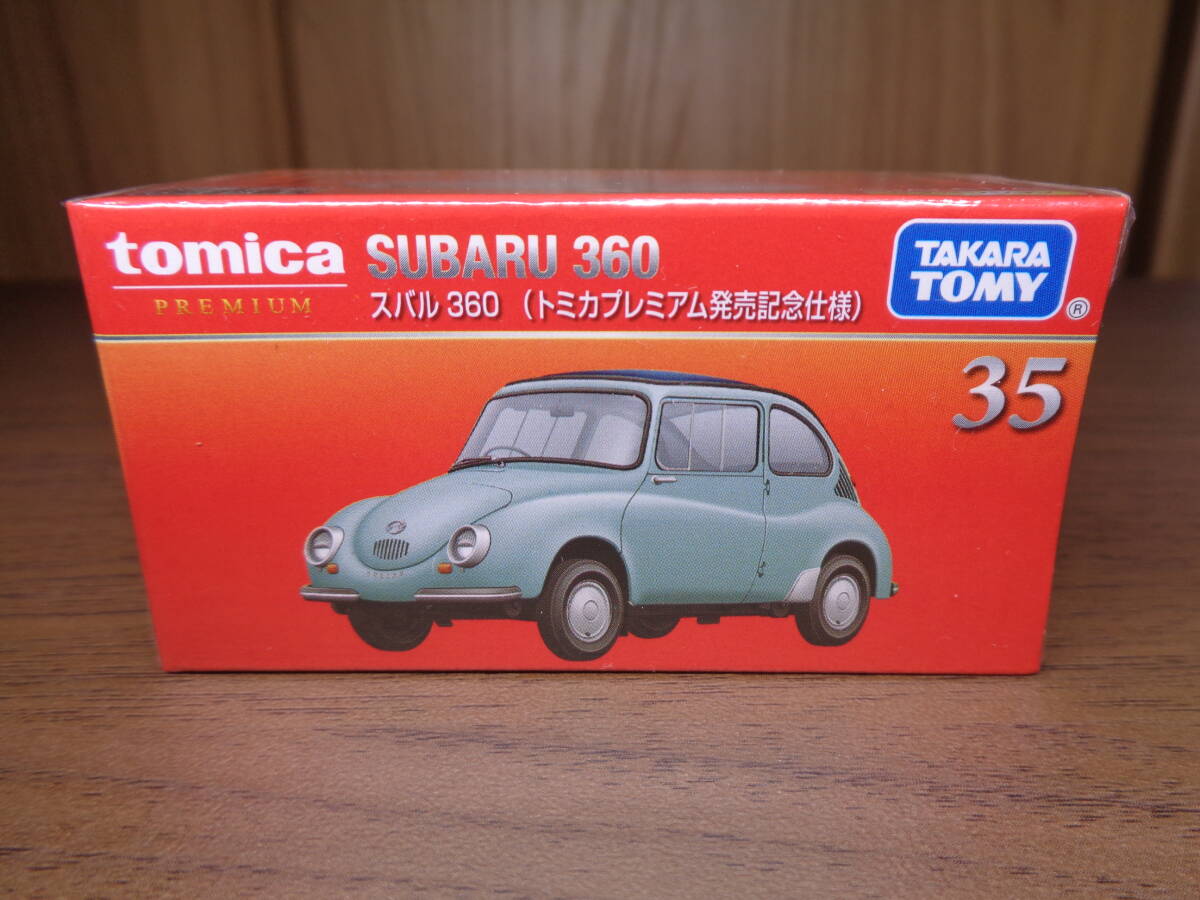 tomica
PREMIUM
SUBARU 360
スバル 360 （トミカプレミアム発売記念仕様）
TAKARA
TOMY
®
35